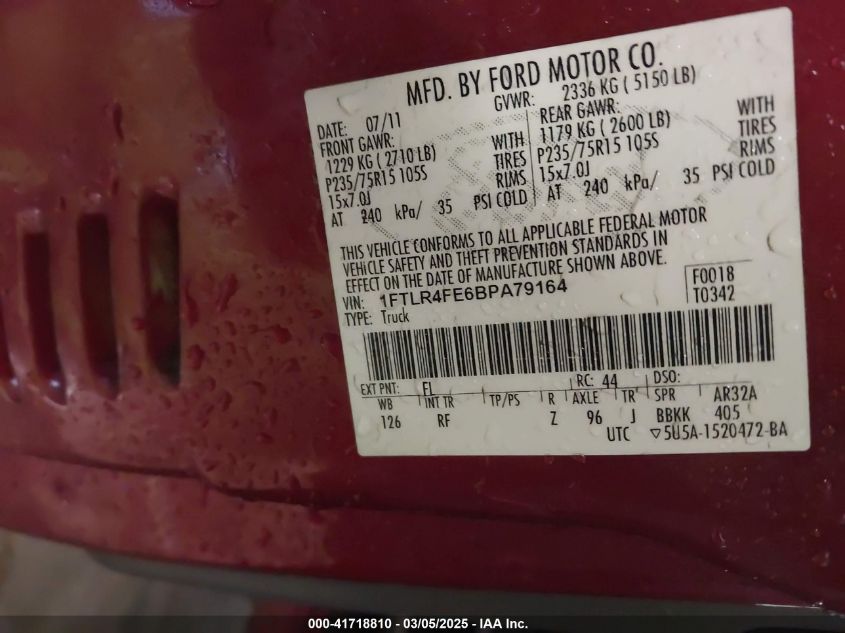 MFD. BY FORD MOTOR CO.
DATE: 07/11 GVWR: 2336 KG ( 5150 LB)
FRONT GAWR: REAR GAWR:
1229 KG ( 2710 LB) WITH 1179 KG ( 2600 LB) WITH
P235/75R15 105S TIRES P235/75R15 105S TIRES
15x7.0J RIMS 15x7.0J RIMS
AT 240 kPa/ 35 PSI COLD AT 240 kPa/ 35 PSI COLD
THIS VEHICLE CONFORMS TO ALL APPLICABLE FEDERAL MOTOR
VEHICLE SAFETY AND THEFT PREVENTION STANDARDS IN
EFFECT ON THE DATE OF MANUFACTURE SHOWN ABOVE.
VIN: 1FTLR4FE6BPA79164 F0018
TYPE: Truck T0342
EXT PNT: FL RC: 44 DSO:
WB INT TR TP/PS R AXLE TR SPR AR32A
126 RF Z 96 J BBKK 405
UTC ▽5U5A-1520472-BA
000-41718810 - 03/05/2025 - IAA Inc.